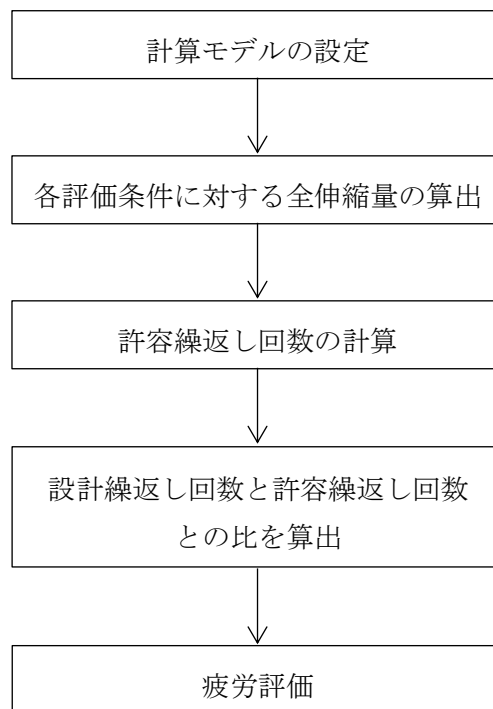 計算モデルの設定
各評価条件に対する全伸縮量の算出
許容繰返し回数の計算
設計繰返し回数と許容繰返し回数
との比を算出
疲労評価